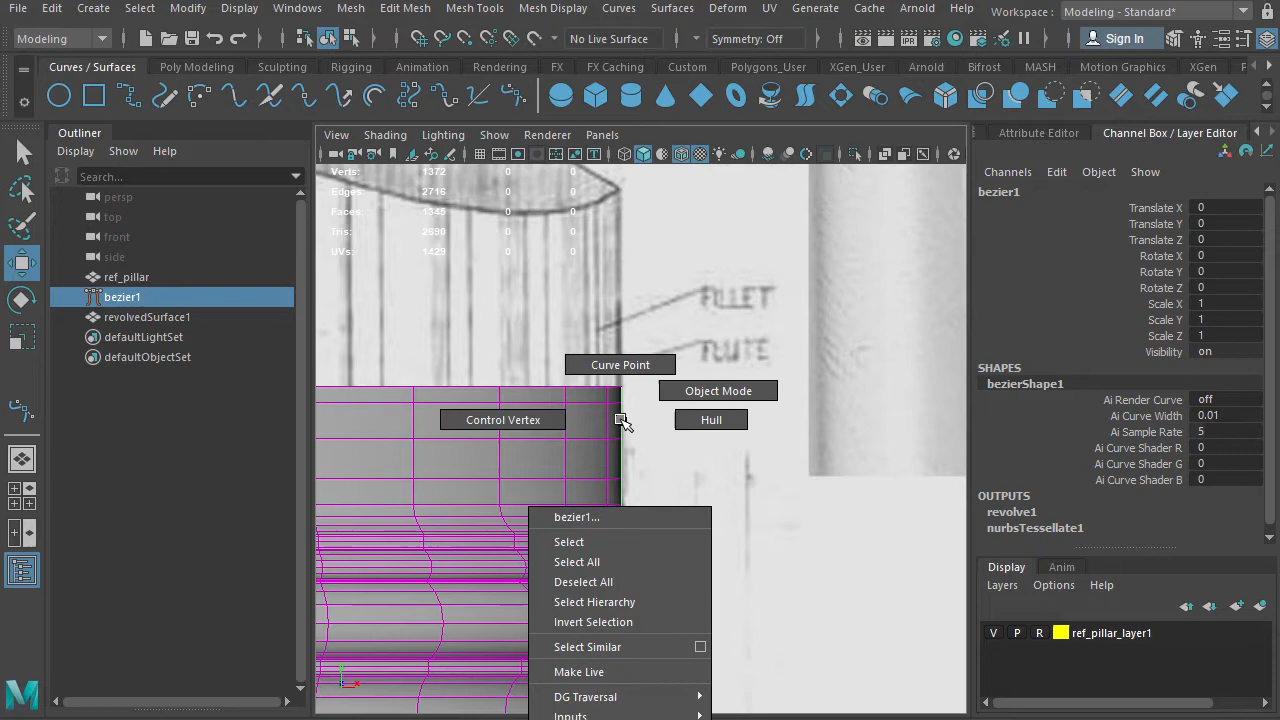 File Edit Create Select Modify Display Windows Mesh Edit Mesh Mesh Tools Mesh Display Curves Surfaces Deform UV Generate Cache Arnold Help Workspace : Modeling - Standard*
Modeling No Live Surface Symmetry: Off IPR Sign In
Curves / Surfaces Poly Modeling Sculpting Rigging Animation Rendering FX FX Caching Custom Polygons_User XGen_User Arnold Bifrost MASH Motion Graphics XGen
Outliner
Display Show Help
Search...
persp
top
front
side
ref_pillar
bezier1
revolvedSurface1
defaultLightSet
defaultObjectSet
View Shading Lighting Show Renderer Panels
Verts: 1372 0 0
Edges: 2716 0 0
Faces: 1345 0 0
Tris: 2690 0 0
UVs: 1429 0 0
FILLET
FLUTE
Curve Point
Object Mode
Control Vertex
Hull
bezier1...
Select
Select All
Deselect All
Select Hierarchy
Invert Selection
Select Similar
Make Live
DG Traversal
Inputs
y
x
Attribute Editor Channel Box / Layer Editor
Channels Edit Object Show
bezier1
Translate X 0
Translate Y 0
Translate Z 0
Rotate X 0
Rotate Y 0
Rotate Z 0
Scale X 1
Scale Y 1
Scale Z 1
Visibility on
SHAPES
bezierShape1
Ai Render Curve off
Ai Curve Width 0.01
Ai Sample Rate 5
Ai Curve Shader R 0
Ai Curve Shader G 0
Ai Curve Shader B 0
OUTPUTS
revolve1
nurbsTessellate1
Display Anim
Layers Options Help
V P R ref_pillar_layer1
M